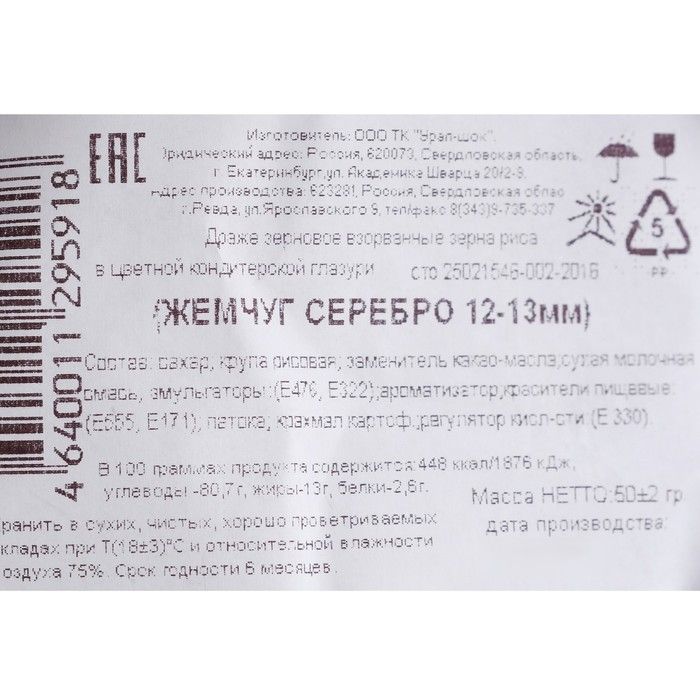 Изготовитель: ООО ТК "Урал-шок".
Юридический адрес: Россия, 620073, Свердловская область,
г. Екатеринбург,ул. Академика Шварца 20/2-3.
Адрес производства: 623281, Россия, Свердловская облас
г.Ревда, ул.Ярославского 9, тел/факс 8(343)9-735-337
Драже зерновое взорванные зерна риса
в цветной кондитерской глазури сто 25021546-002-2016
(ЖЕМЧУГ СЕРЕБРО 12-13мм)
Состав: сахар, крупа рисовая; заменитель какао-масла;сухая молочная
смесь, эмульгаторы:(Е476, Е322);ароматизатор;красители пищевые:
(Е555, Е171); патока; крахмал картоф.;регулятор кисл-сти:(Е 330).
В 100 граммах продукта содержится:448 ккал/1876 кДж,
углеводы -80,7г, жиры-13г, белки-2,6г.
Масса НЕТТО:50±2 гр
дата производства:
хранить в сухих, чистых, хорошо проветриваемых
складах при Т(18±3)°С и относительной влажности
воздуха 75%. Срок годности 6 месяцев.
EAC
5
PP
4 640011 295918